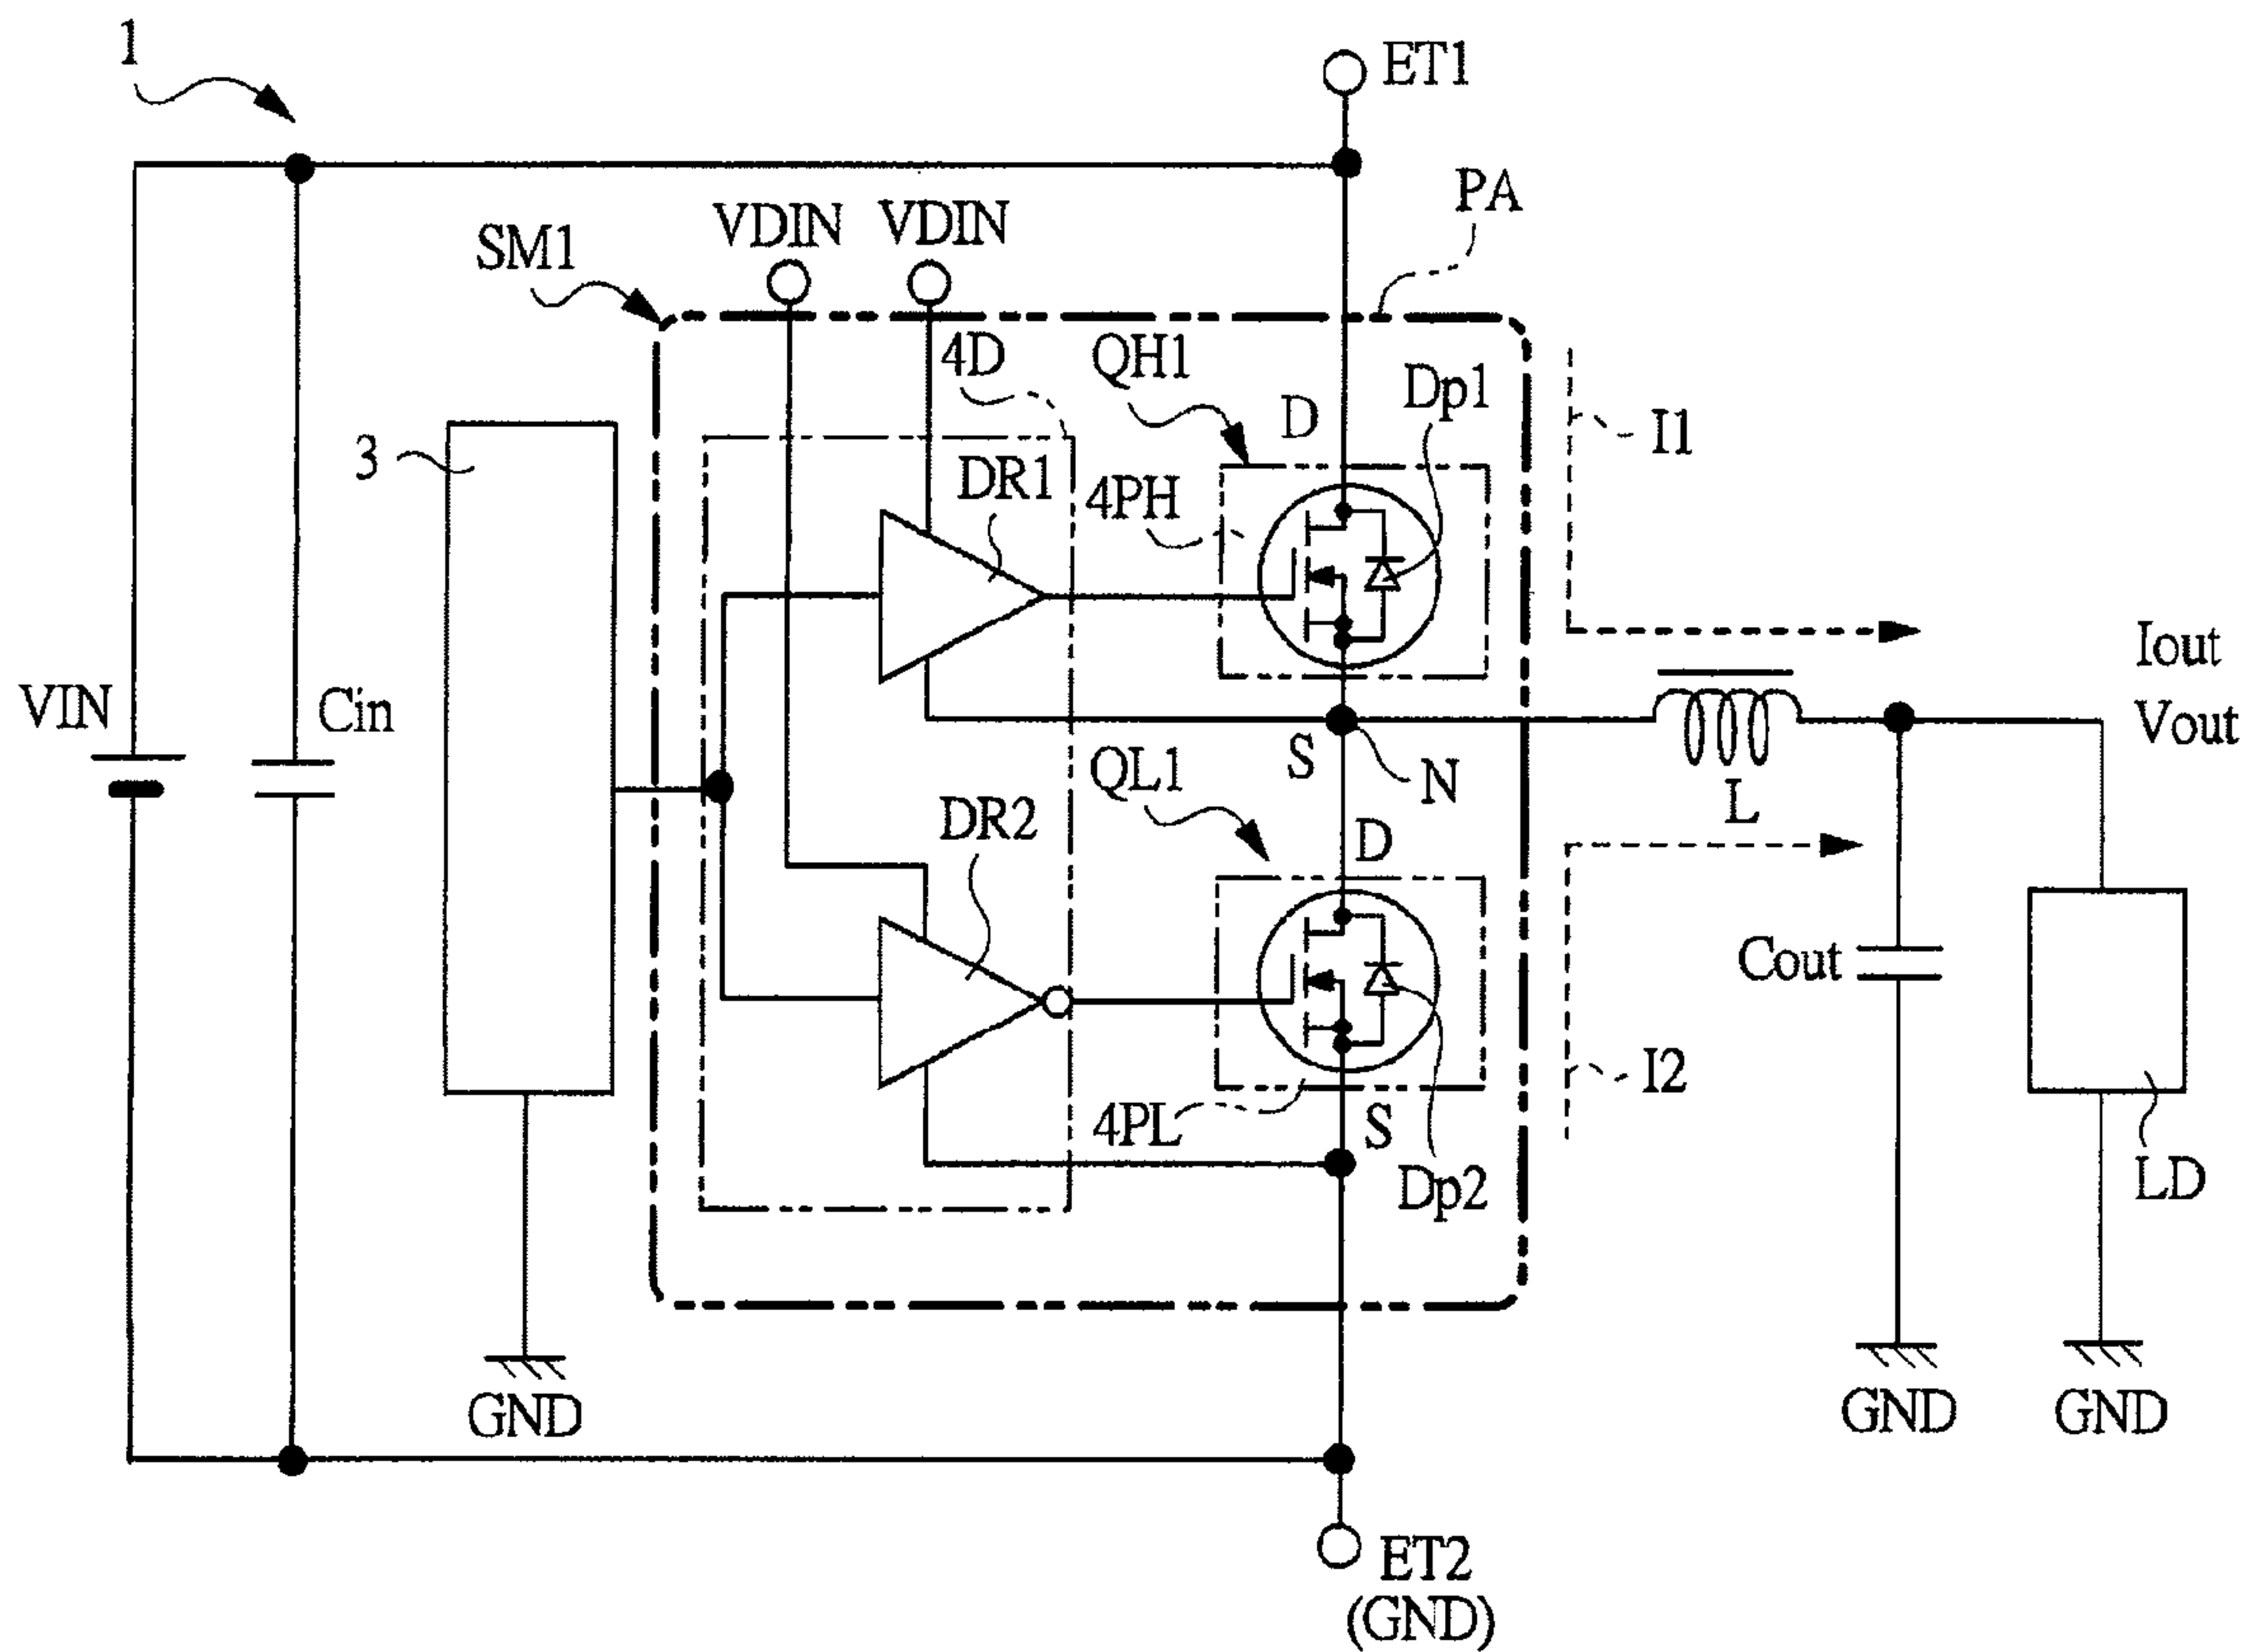 1
ET1
PA
VDIN
VDIN
SM1
4D
QH1
Dp1
D
I1
3
DR1
4PH
Iout
Vout
VIN
Cin
S
N
L
QL1
DR2
D
Cout
I2
4PL
S
Dp2
LD
GND
GND
GND
ET2
(GND)